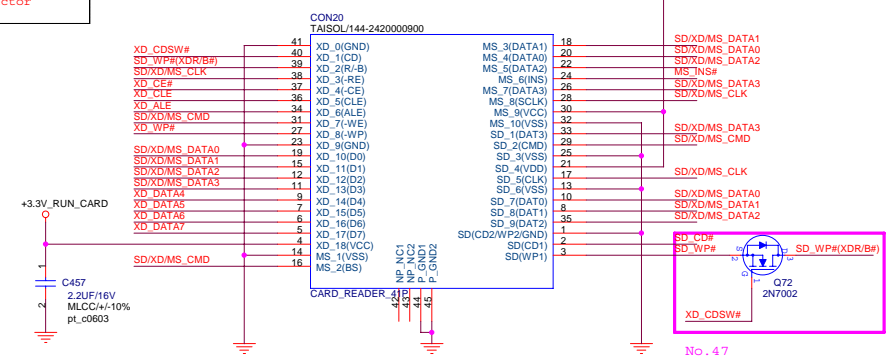 ctor
CON20
TAISOL/144-2420000900
41 XD_0(GND) MS_3(DATA1) 18 SD/XD/MS_DATA1
XD_CDSW# 40 XD_1(CD) MS_4(DATA0) 20 SD/XD/MS_DATA0
SD_WP#(XDR/B#) 39 XD_2(R/-B) MS_5(DATA2) 22 SD/XD/MS_DATA2
SD/XD/MS_CLK 38 XD_3(-RE) MS_6(INS) 24 MS_INS#
XD_CE# 37 XD_4(-CE) MS_7(DATA3) 26 SD/XD/MS_DATA3
XD_CLE 36 XD_5(CLE) MS_8(SCLK) 28 SD/XD/MS_CLK
XD_ALE 34 XD_6(ALE) MS_9(VCC) 30
SD/XD/MS_CMD 31 XD_7(-WE) MS_10(VSS) 32
XD_WP# 27 XD_8(-WP) SD_1(DAT3) 33 SD/XD/MS_DATA3
23 XD_9(GND) SD_2(CMD) 29 SD/XD/MS_CMD
SD/XD/MS_DATA0 19 XD_10(D0) SD_3(VSS) 25
SD/XD/MS_DATA1 15 XD_11(D1) SD_4(VDD) 21
SD/XD/MS_DATA2 12 XD_12(D2) SD_5(CLK) 17 SD/XD/MS_CLK
SD/XD/MS_DATA3 11 XD_13(D3) SD_6(VSS) 13
XD_DATA4 9 XD_14(D4) SD_7(DAT0) 10 SD/XD/MS_DATA0
XD_DATA5 7 XD_15(D5) SD_8(DAT1) 8 SD/XD/MS_DATA1
XD_DATA6 6 XD_16(D6) SD_9(DAT2) 35 SD/XD/MS_DATA2
XD_DATA7 5 XD_17(D7) SD(CD2/WP2/GND) 1
4 XD_18(VCC) SD(CD1) 2 SD_CD#
14 MS_1(VSS) SD(WP1) 3 SD_WP#
SD/XD/MS_CMD 16 MS_2(BS)
NP_NC1
NP_NC2
P_GND1
P_GND2
CARD_READER_41P
42
43
44
45
+3.3V_RUN_CARD
1
2
C457
2.2UF/16V
MLCC/+/-10%
pt_c0603
S 2 D 3 SD_WP#(XDR/B#)
G 1
Q72
2N7002
XD_CDSW#
No.47